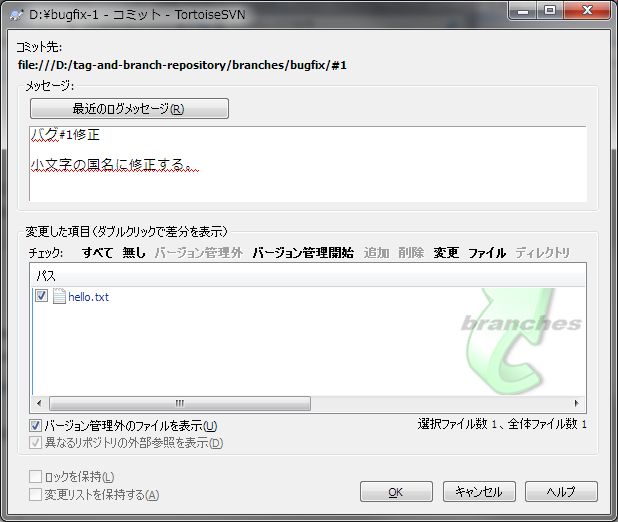 D:¥bugfix-1 - コミット - TortoiseSVN
コミット先:
file:///D:/tag-and-branch-repository/branches/bugfix/#1
メッセージ:
最近のログメッセージ(R)
バグ#1修正
小文字の国名に修正する。
変更した項目(ダブルクリックで差分を表示)
チェック: すべて 無し バージョン管理外 バージョン管理開始 追加 削除 変更 ファイル ディレクトリ
パス
hello.txt
branches
バージョン管理外のファイルを表示(U)
選択ファイル数 1、全体ファイル数 1
異なるリポジトリの外部参照を表示(D)
ロックを保持(L)
変更リストを保持する(A)
OK キャンセル ヘルプ